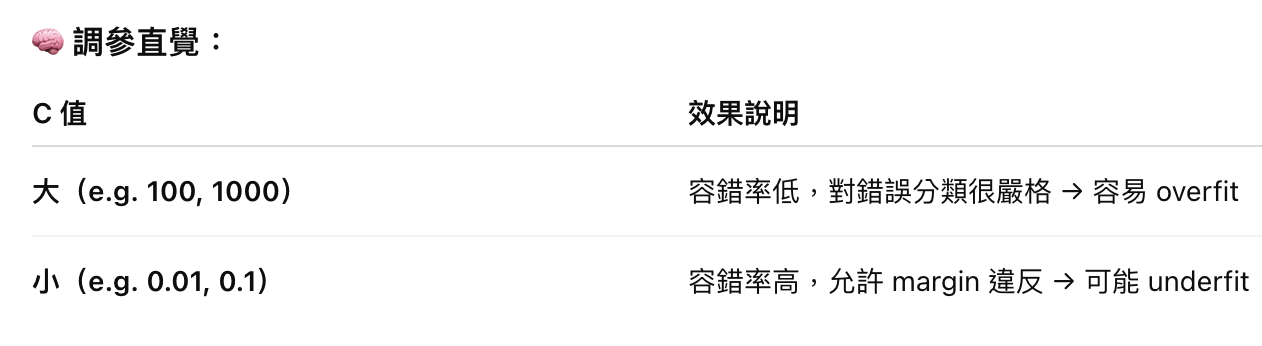 🧠 調參直覺：
C 值 效果說明
大（e.g. 100, 1000） 容錯率低，對錯誤分類很嚴格 → 容易 overfit
小（e.g. 0.01, 0.1） 容錯率高，允許 margin 違反 → 可能 underfit